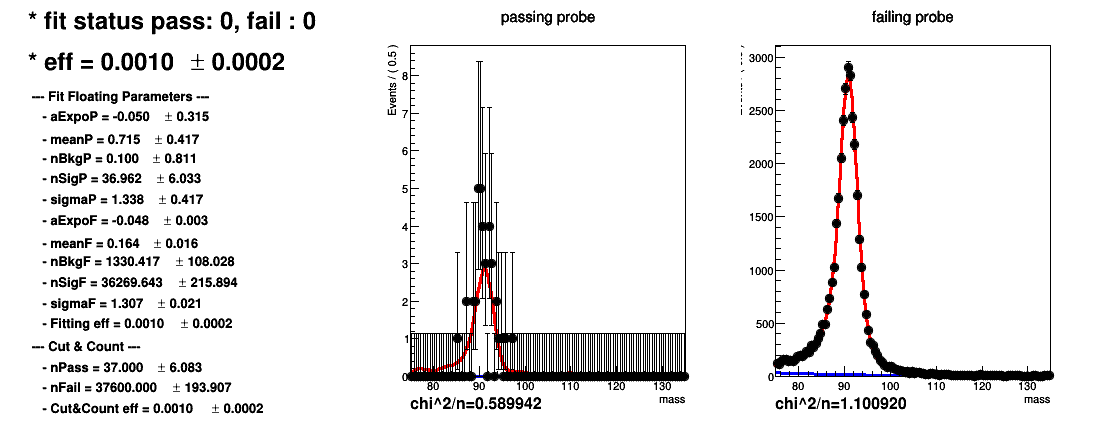 * fit status pass: 0, fail : 0
* eff = 0.0010 ± 0.0002
--- Fit Floating Parameters ---
- aExpoP = -0.050 ± 0.315
- meanP = 0.715 ± 0.417
- nBkgP = 0.100 ± 0.811
- nSigP = 36.962 ± 6.033
- sigmaP = 1.338 ± 0.417
- aExpoF = -0.048 ± 0.003
- meanF = 0.164 ± 0.016
- nBkgF = 1330.417 ± 108.028
- nSigF = 36269.643 ± 215.894
- sigmaF = 1.307 ± 0.021
- Fitting eff = 0.0010 ± 0.0002
--- Cut & Count ---
- nPass = 37.000 ± 6.083
- nFail = 37600.000 ± 193.907
- Cut&Count eff = 0.0010 ± 0.0002
passing probe
Events / ( 0.5 )
8
7
6
5
4
3
2
1
0
80 90 100 110 120 130
mass
chi^2/n=0.589942
failing probe
3000
2500
2000
1500
1000
500
0
80 90 100 110 120 130
mass
chi^2/n=1.100920